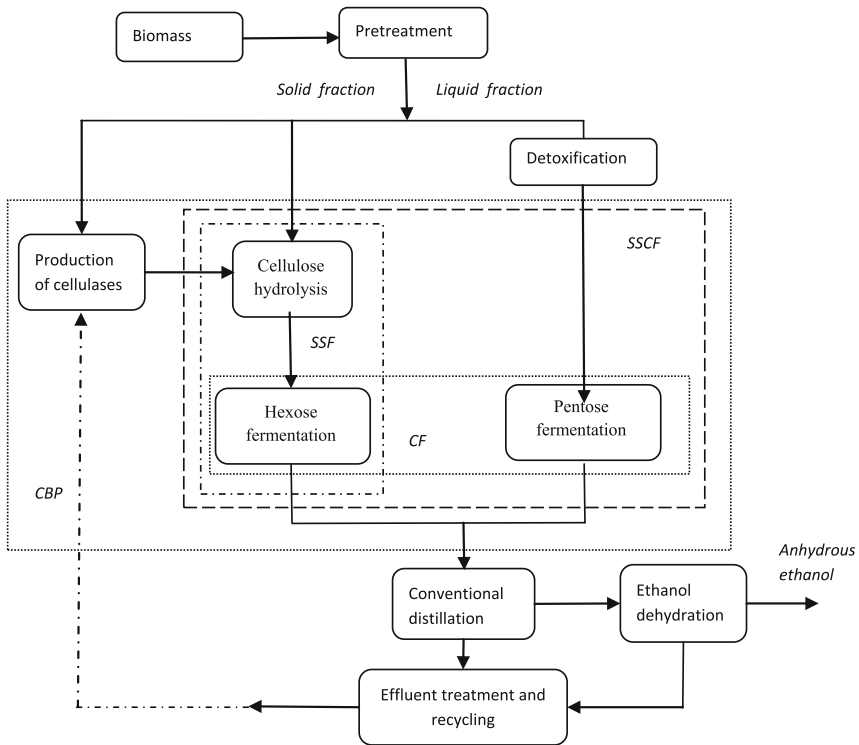 Biomass
Pretreatment
Solid fraction
Liquid fraction
Detoxification
SSCF
Production
of cellulases
Cellulose
hydrolysis
SSF
Hexose
fermentation
CF
Pentose
fermentation
CBP
Conventional
distillation
Ethanol
dehydration
Anhydrous
ethanol
Effluent treatment and
recycling